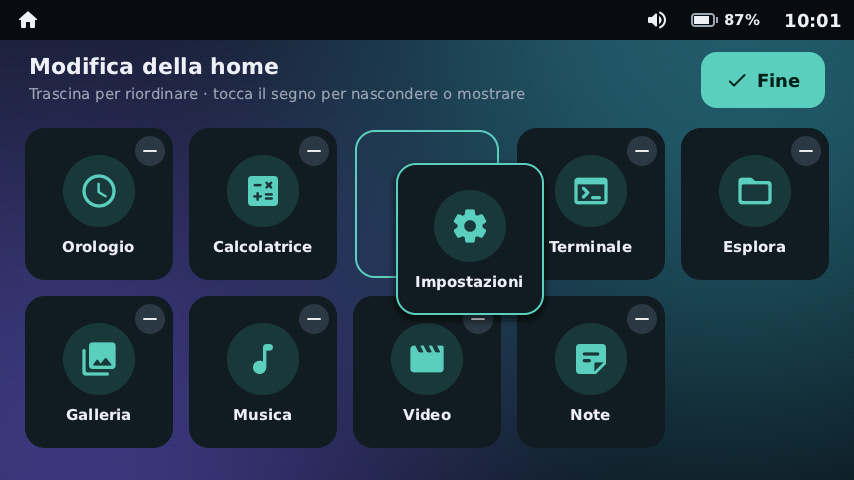 87% 10:01
Modifica della home
Trascina per riordinare · tocca il segno per nascondere o mostrare
Fine
Orologio
Calcolatrice
Impostazioni
Terminale
Esplora
Galleria
Musica
Video
Note